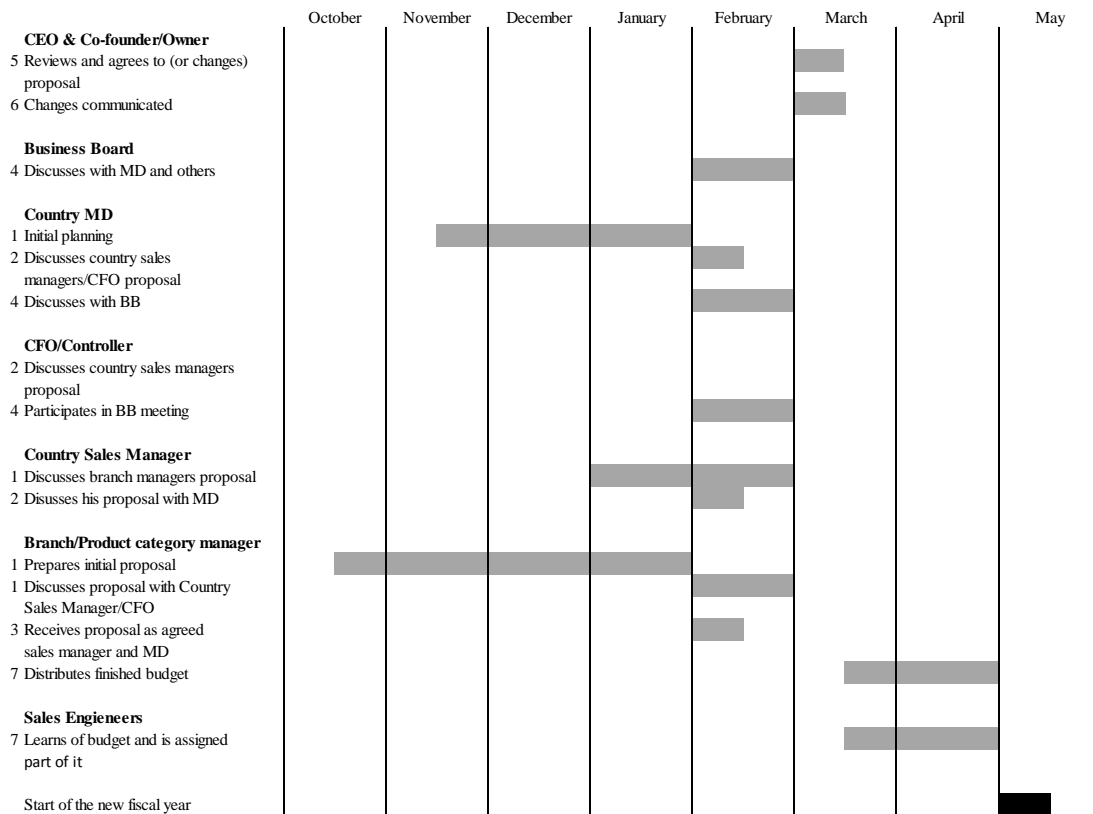 October November December January February March April May
CEO & Co-founder/Owner
5 Reviews and agrees to (or changes)
proposal
6 Changes communicated
Business Board
4 Discusses with MD and others
Country MD
1 Initial planning
2 Discusses country sales
managers/CFO proposal
4 Discusses with BB
CFO/Controller
2 Discusses country sales managers
proposal
4 Participates in BB meeting
Country Sales Manager
1 Discusses branch managers proposal
2 Disusses his proposal with MD
Branch/Product category manager
1 Prepares initial proposal
1 Discusses proposal with Country
Sales Manager/CFO
3 Receives proposal as agreed
sales manager and MD
7 Distributes finished budget
Sales Engieneers
7 Learns of budget and is assigned
part of it
Start of the new fiscal year